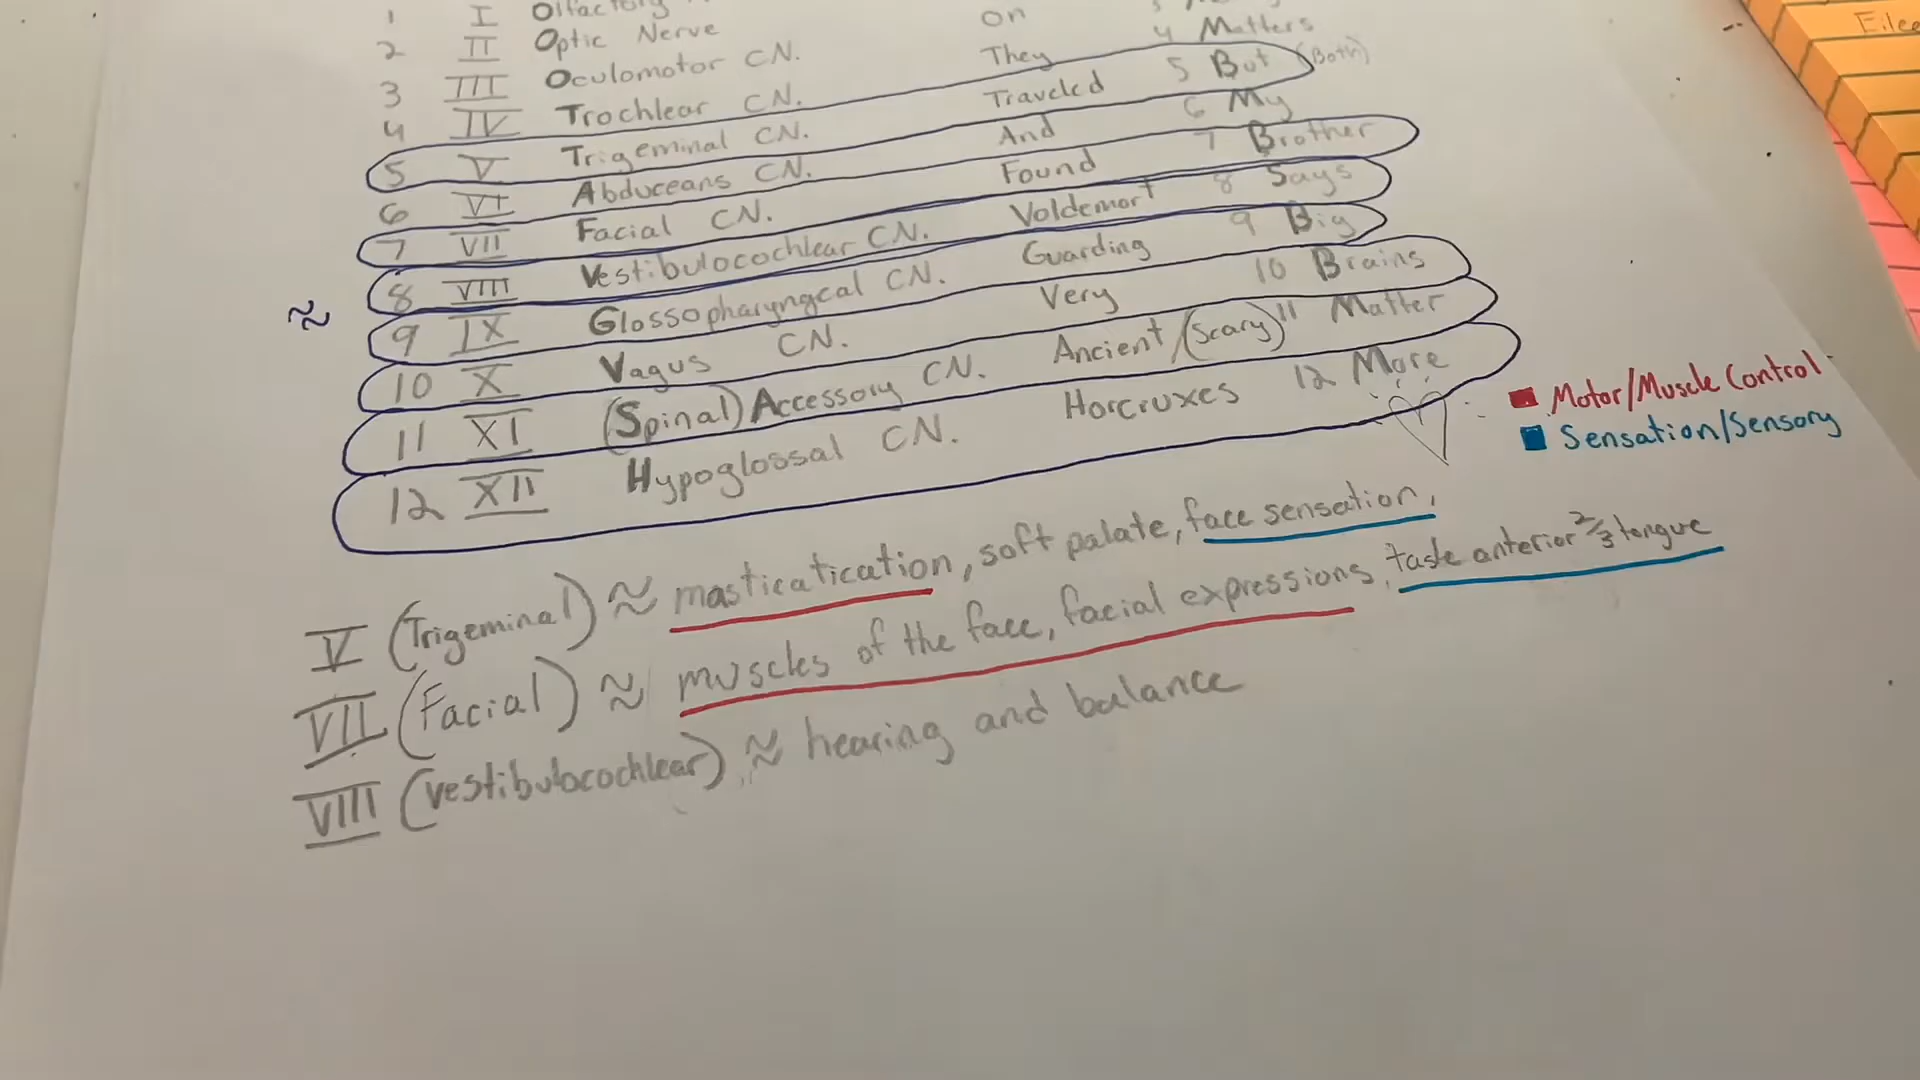 1 I Olfactory
2 II Optic Nerve On
3 III Oculomotor CN. They 4 Matters
4 IV Trochlear CN. Traveled 5 But (Both)
5 V Trigeminal CN. And 6 My
6 VI Abduceans CN. Found 7 Brother
7 VII Facial CN. Voldemort 8 Says
8 VIII Vestibulocochlear CN. Guarding 9 Big
9 IX Glossopharyngeal CN. Very 10 Brains
10 X Vagus CN. Ancient/(Scary) 11 Matter
11 XI (Spinal) Accessory CN. Horcruxes 12 More
12 XII Hypoglossal CN.
Motor/Muscle Control
Sensation/Sensory
V (Trigeminal) ≈ masticatication, soft palate, face sensation,
VII (Facial) ≈ muscles of the face, facial expressions, taste anterior 2/3 tongue
VIII (vestibulocochlear) ≈ hearing and balance
≈